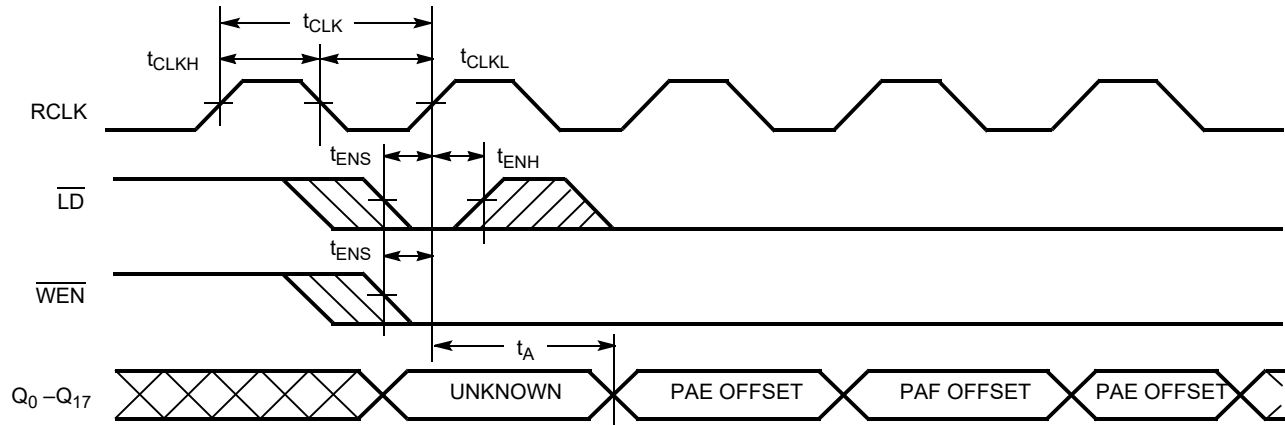 tCLK
tCLKH
tCLKL
RCLK
tENS
tENH
LD
tENS
WEN
tA
Q0 –Q17
UNKNOWN
PAE OFFSET
PAF OFFSET
PAE OFFSET